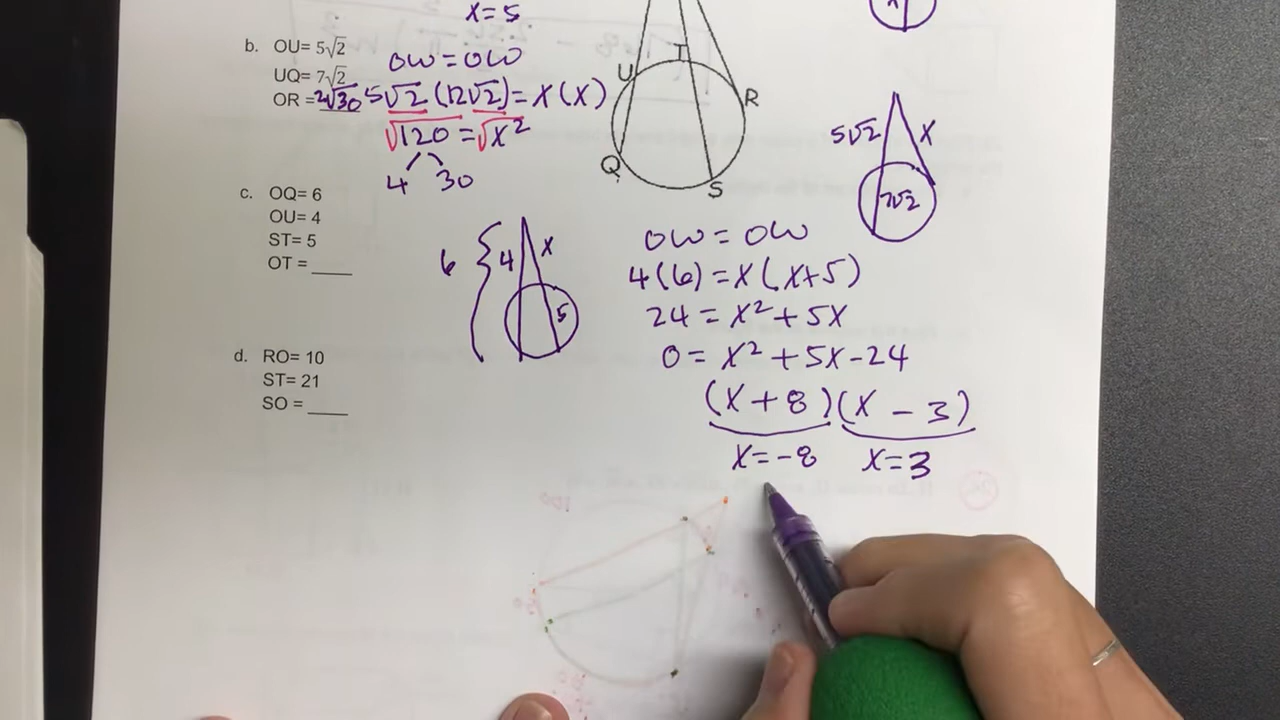 x=5
b. OU= 5√2
OW = OW
UQ= 7√2
OR = 2√30
5√2 (12√2) = x(x)
√120 = √x²
4 30
U
T
R
Q
S
5√2
x
7√2
c. OQ= 6
OU= 4
ST= 5
OT = ____
6
4
x
5
OW = OW
4(6) = x(x+5)
24 = x² + 5x
0 = x² + 5x - 24
(x + 8)(x - 3)
x = -8 x = 3
d. RO= 10
ST= 21
SO = ____